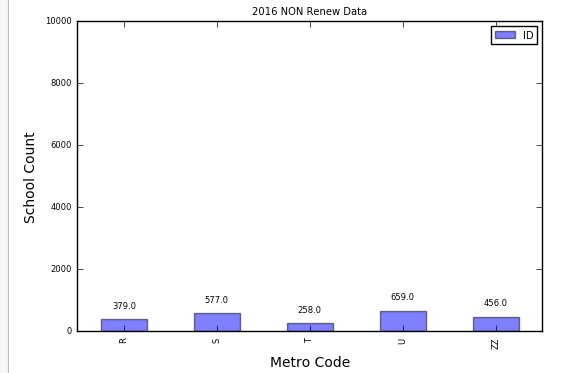 2016 NON Renew Data
10000
ID
8000
School Count
6000
4000
2000
659.0
577.0
456.0
379.0
258.0
0
R
S
T
U
ZZ
Metro Code